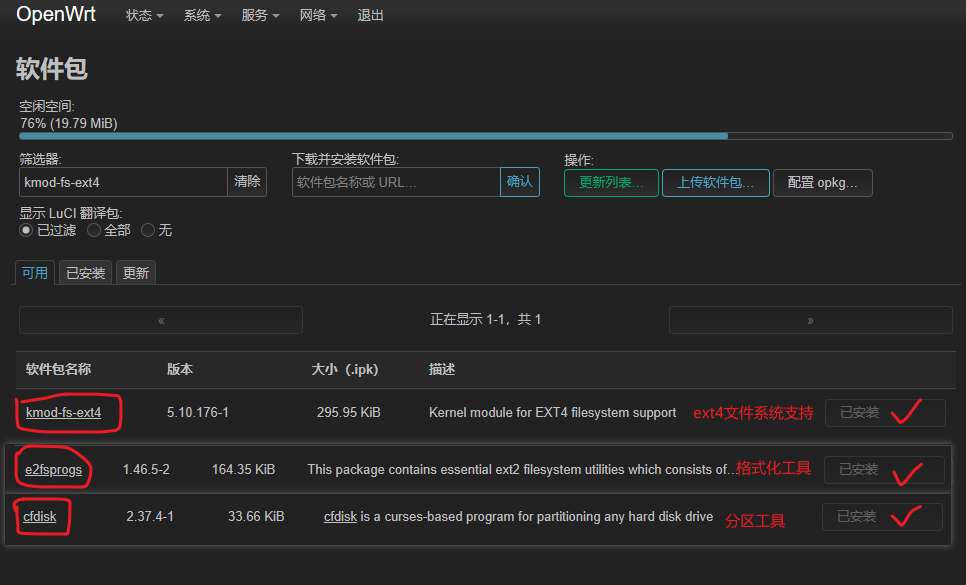 OpenWrt 状态 系统 服务 网络 退出
软件包
空闲空间:
76% (19.79 MiB)
筛选器: 下载并安装软件包: 操作:
kmod-fs-ext4 清除 软件包名称或 URL... 确认 更新列表... 上传软件包... 配置 opkg...
显示 LuCI 翻译包:
已过滤 全部 无
可用 已安装 更新
« 正在显示 1-1，共 1 »
软件包名称 版本 大小（.ipk) 描述
kmod-fs-ext4 5.10.176-1 295.95 KiB Kernel module for EXT4 filesystem support ext4文件系统支持 已安装
e2fsprogs 1.46.5-2 164.35 KiB This package contains essential ext2 filesystem utilities which consists of... 格式化工具 已安装
cfdisk 2.37.4-1 33.66 KiB cfdisk is a curses-based program for partitioning any hard disk drive 分区工具 已安装